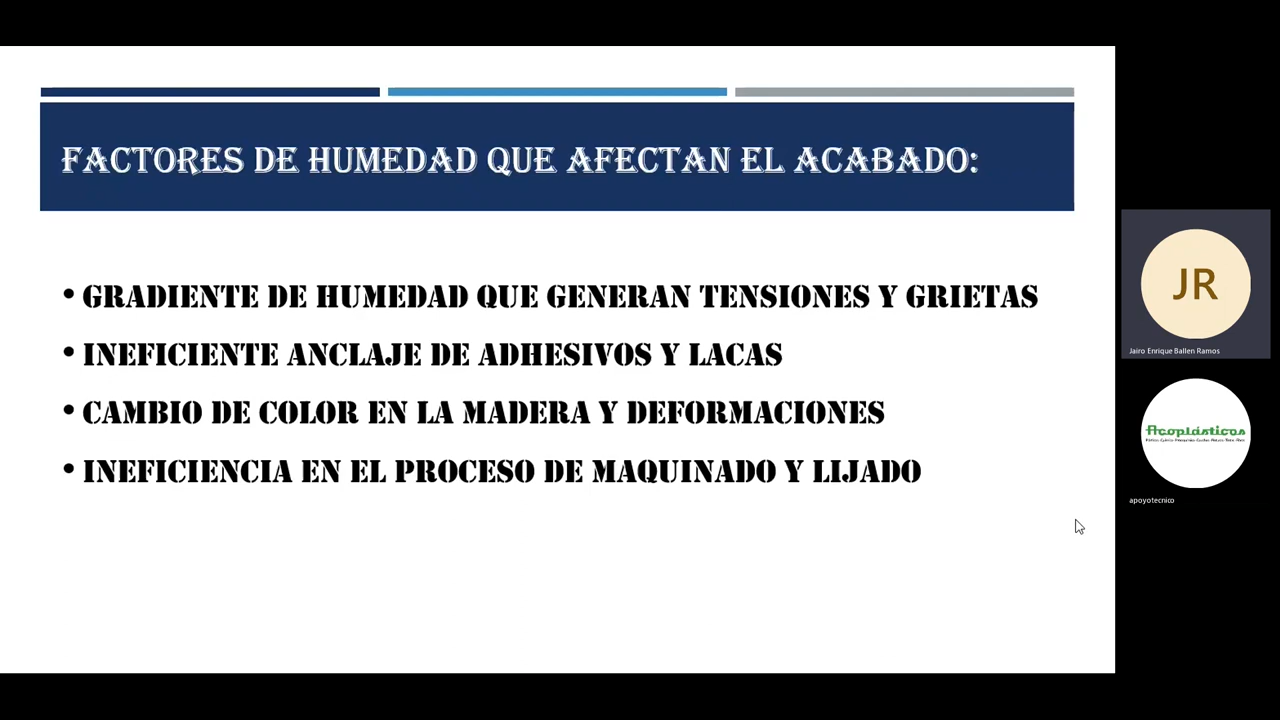 FACTORES DE HUMEDAD QUE AFECTAN EL ACABADO:
• GRADIENTE DE HUMEDAD QUE GENERAN TENSIONES Y GRIETAS
• INEFICIENTE ANCLAJE DE ADHESIVOS Y LACAS
• CAMBIO DE COLOR EN LA MADERA Y DEFORMACIONES
• INEFICIENCIA EN EL PROCESO DE MAQUINADO Y LIJADO
JR
Jairo Enrique Ballen Ramos
Acoplásticos
apoyotecnico